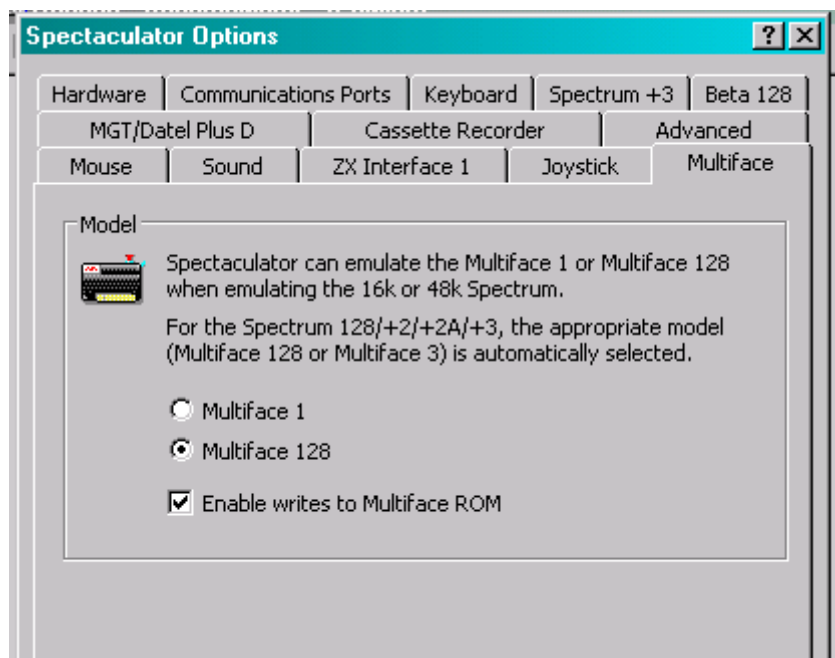 Spectaculator Options
Hardware Communications Ports Keyboard Spectrum +3 Beta 128
MGT/Datel Plus D Cassette Recorder Advanced
Mouse Sound ZX Interface 1 Joystick Multiface
Model
Spectaculator can emulate the Multiface 1 or Multiface 128
when emulating the 16k or 48k Spectrum.
For the Spectrum 128/+2/+2A/+3, the appropriate model
(Multiface 128 or Multiface 3) is automatically selected.
Multiface 1
Multiface 128
Enable writes to Multiface ROM